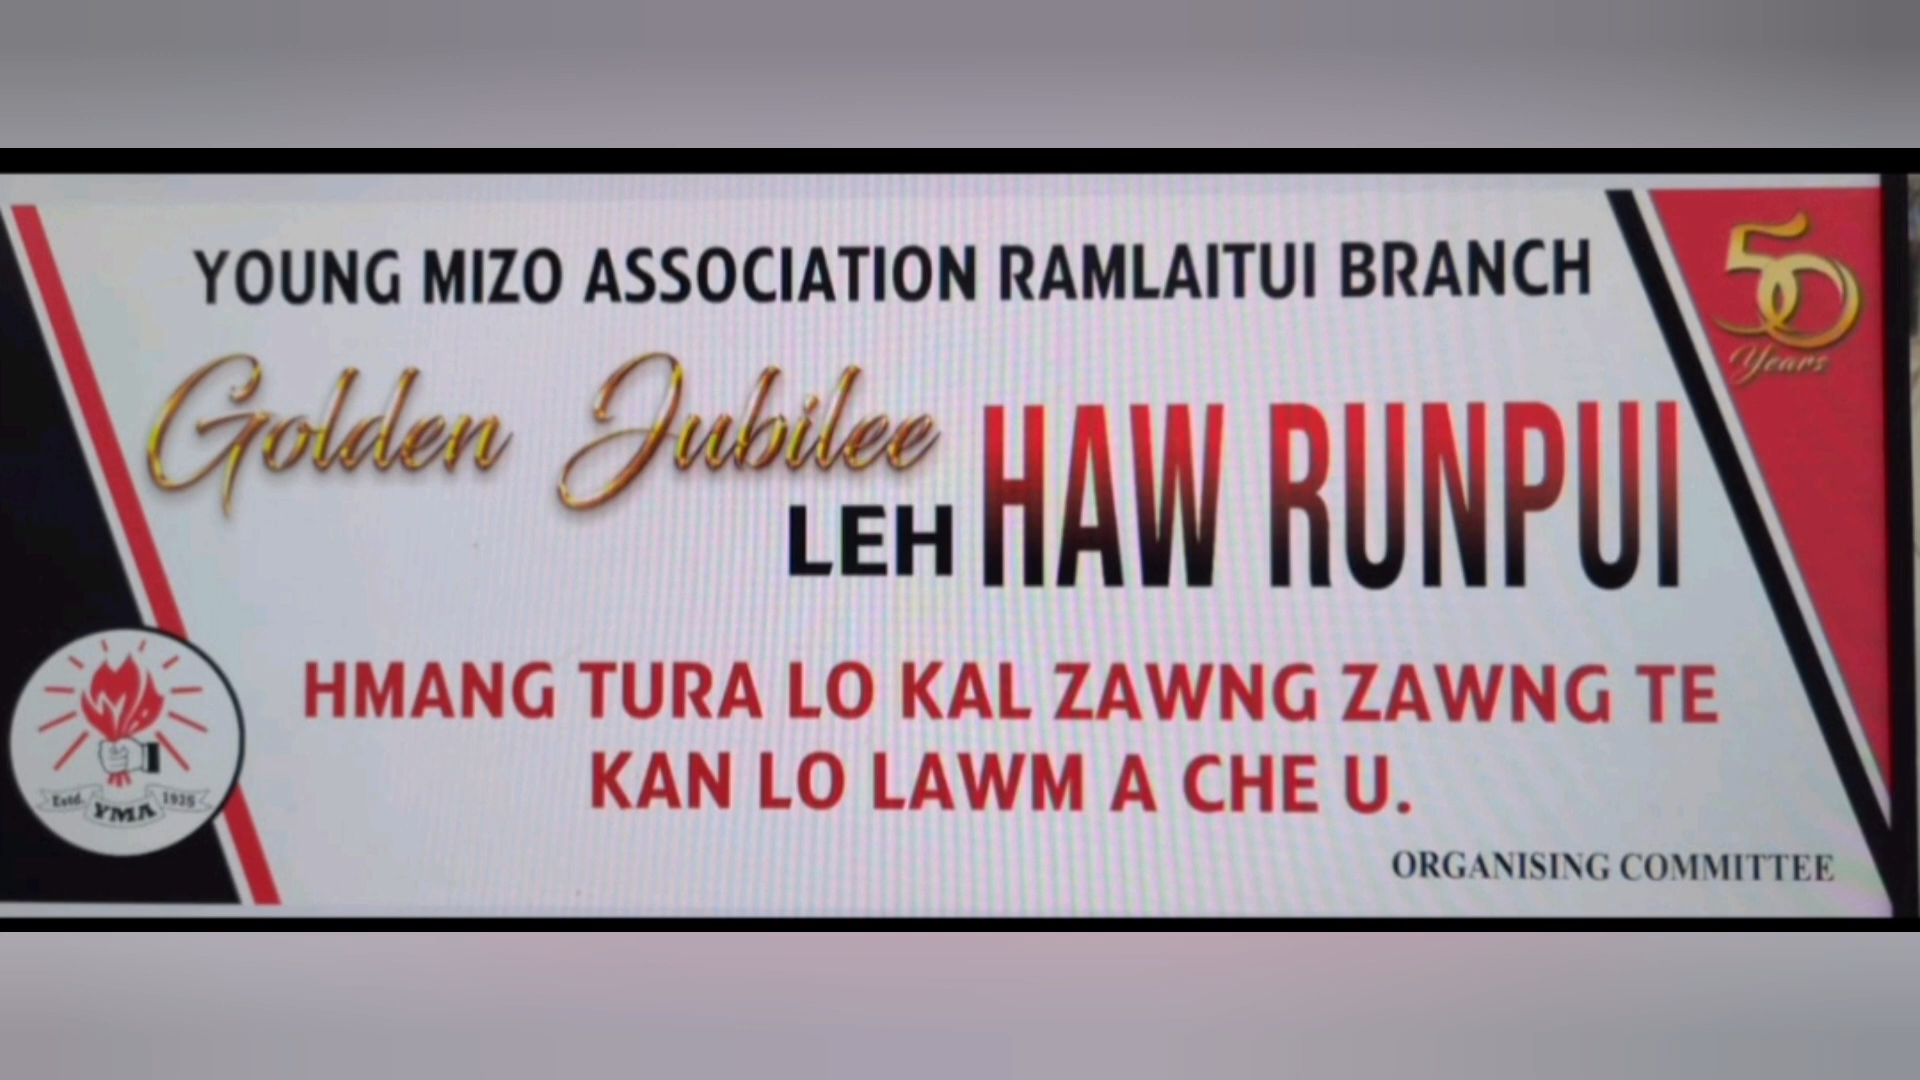 YOUNG MIZO ASSOCIATION RAMLAITUI BRANCH
50
Years
Golden Jubilee
LEH HAW RUNPUI
HMANG TURA LO KAL ZAWNG ZAWNG TE
KAN LO LAWM A CHE U.
Estd. YMA 1935
ORGANISING COMMITTEE